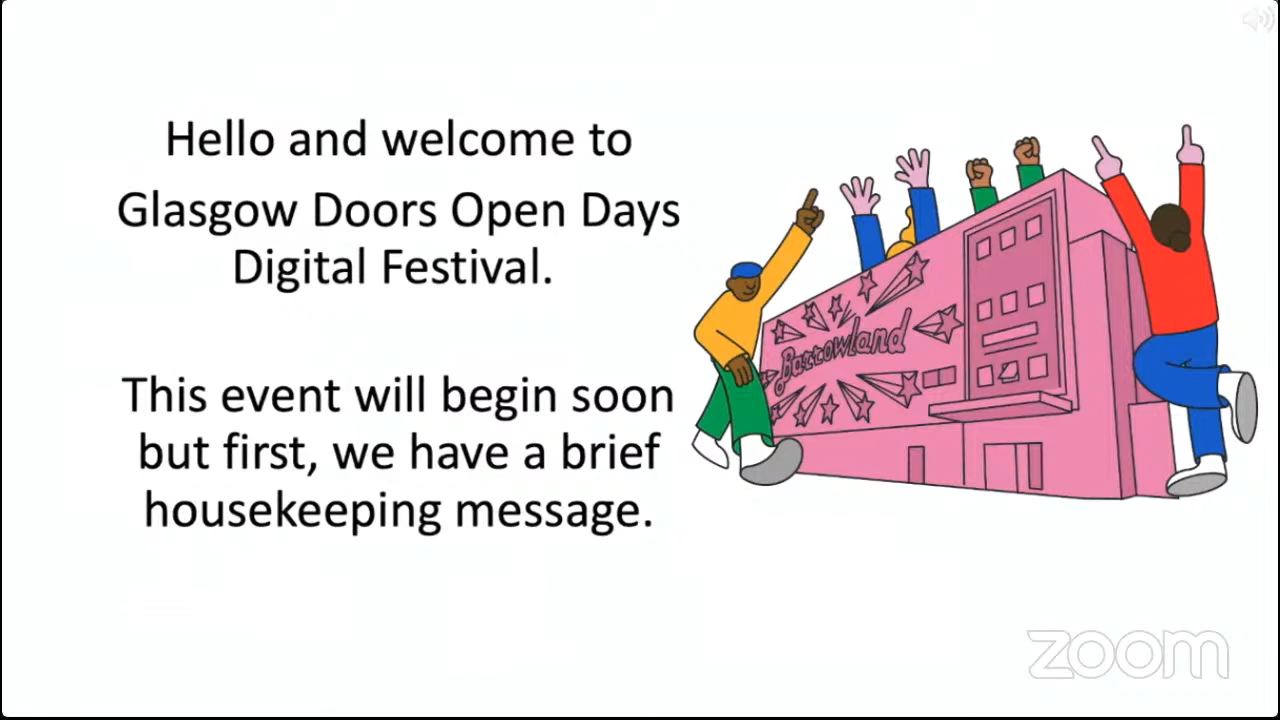 Hello and welcome to
Glasgow Doors Open Days
Digital Festival.
This event will begin soon
but first, we have a brief
housekeeping message.
Barrowland
zoom